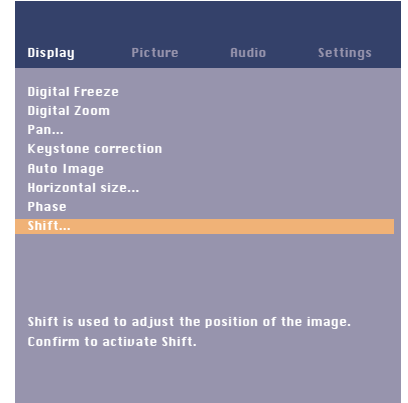 Display Picture Audio Settings
Digital Freeze
Digital Zoom
Pan...
Keystone correction
Auto Image
Horizontal size...
Phase
Shift...
Shift is used to adjust the position of the image.
Confirm to activate Shift.